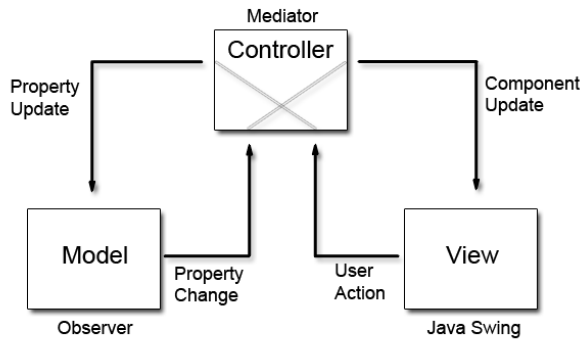 Mediator
Controller
Property
Update
Component
Update
Model
Property
Change
User
Action
View
Observer
Java Swing